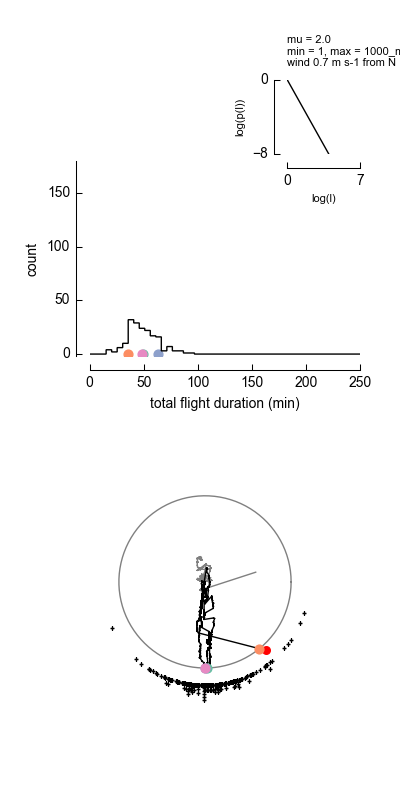 mu = 2.0
min = 1, max = 1000_m
wind 0.7 m s-1 from N
0
log(p(l))
−8
0 7
log(l)
150
100
50
0
count
0 50 100 150 200 250
total flight duration (min)